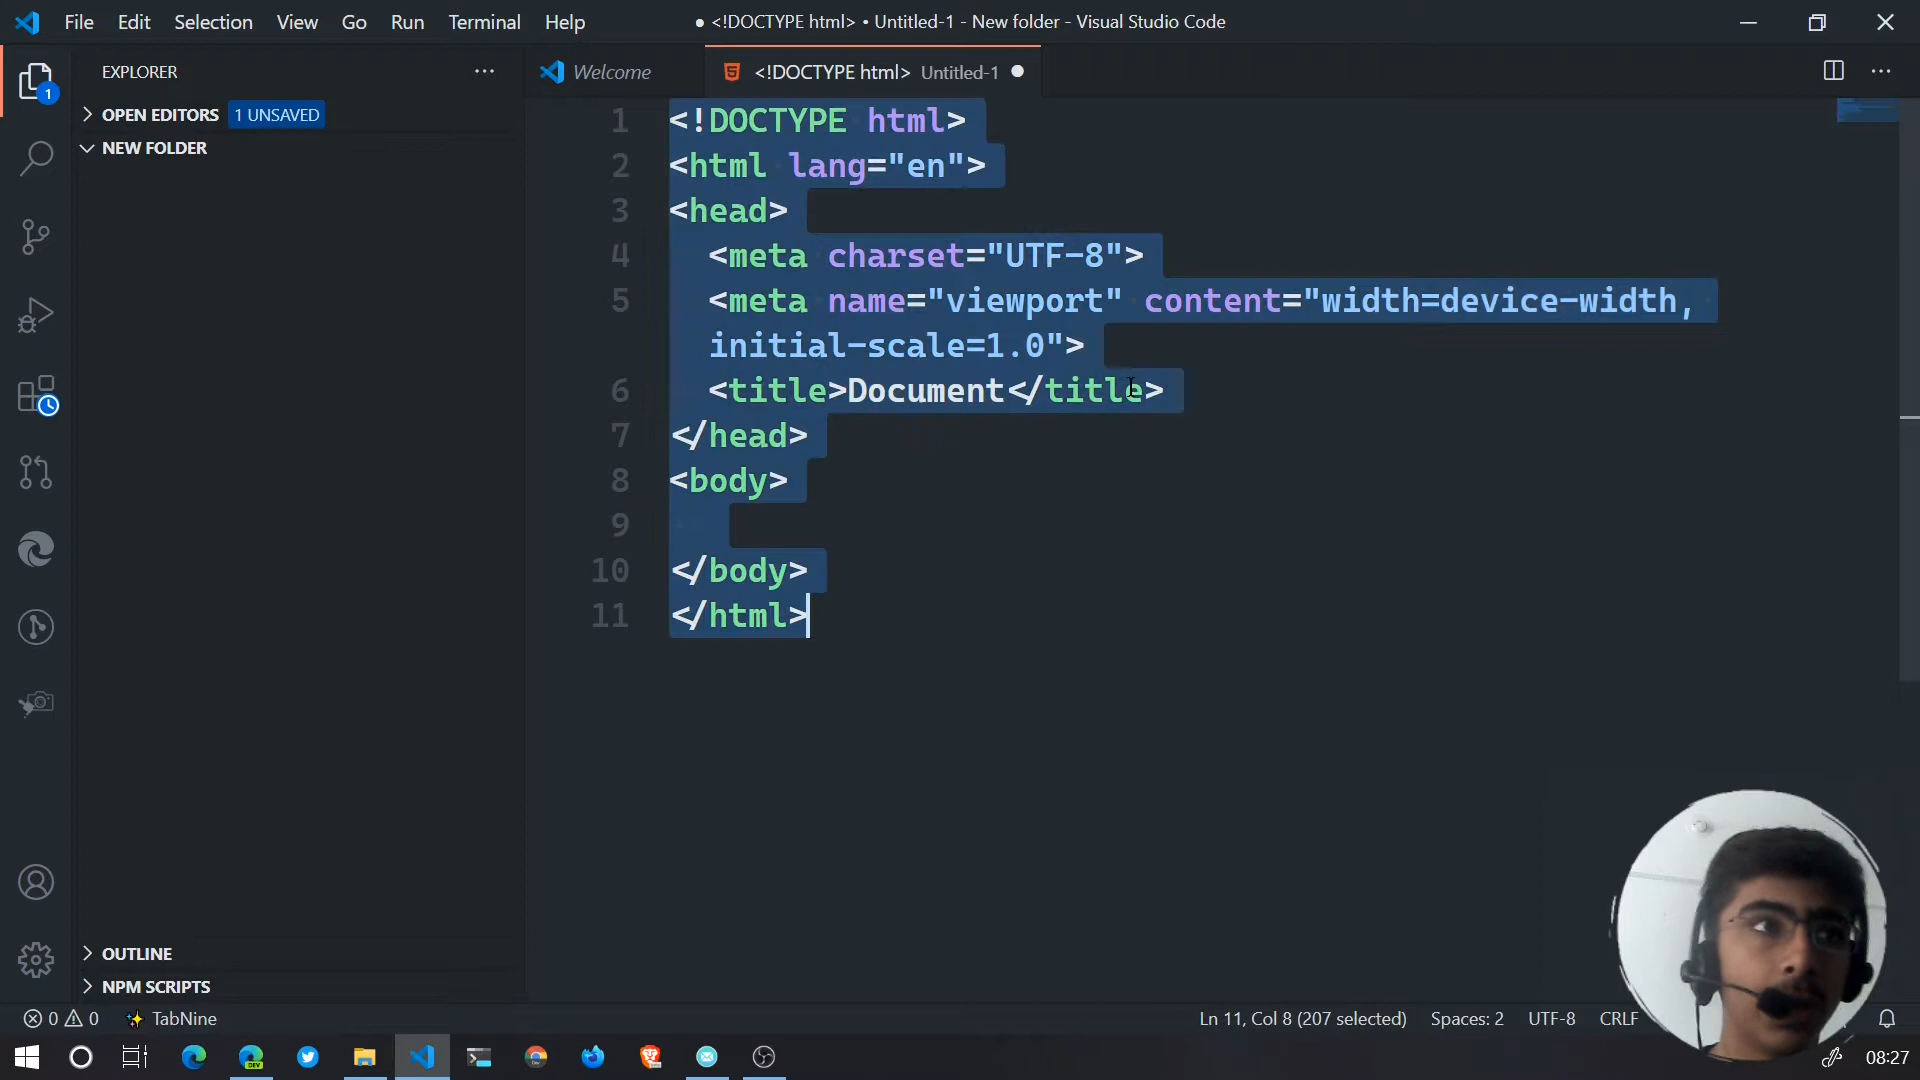 File Edit Selection View Go Run Terminal Help
● <!DOCTYPE html> • Untitled-1 - New folder - Visual Studio Code
EXPLORER
Welcome
<!DOCTYPE html> Untitled-1
1
OPEN EDITORS 1 UNSAVED
NEW FOLDER
1 <!DOCTYPE html>
2 <html lang="en">
3 <head>
4 <meta charset="UTF-8">
5 <meta name="viewport" content="width=device-width,
initial-scale=1.0">
6 <title>Document</title>
7 </head>
8 <body>
9
10 </body>
11 </html>
OUTLINE
NPM SCRIPTS
0 0 TabNine
Ln 11, Col 8 (207 selected) Spaces: 2 UTF-8 CRLF
DEV
08:27